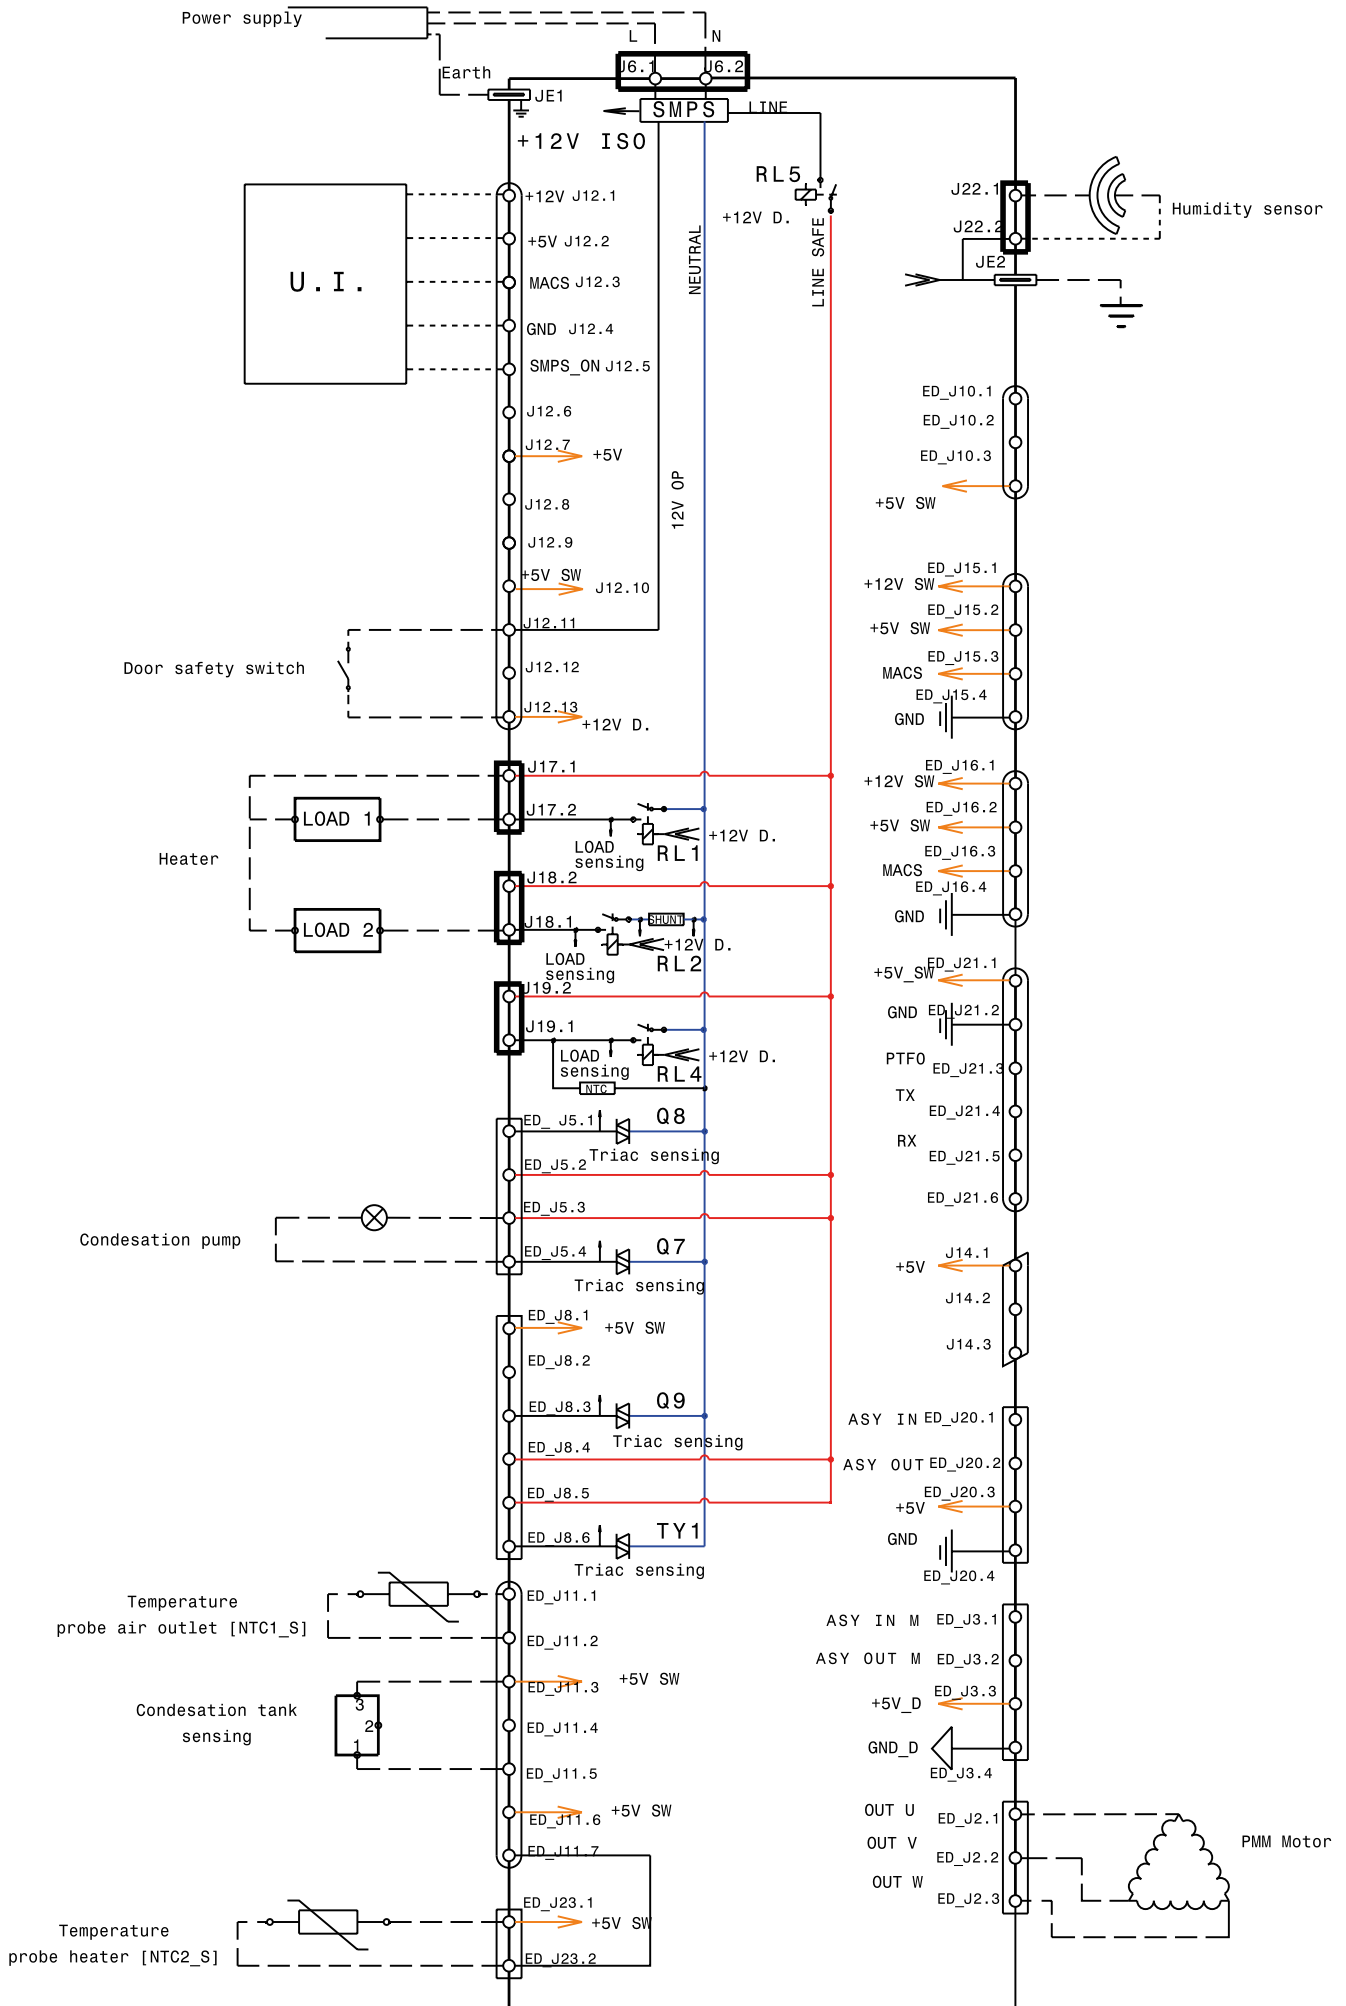 Power supply
L
N
J6.1
J6.2
Earth
JE1
SMPS
LINE
+12V ISO
RL5
+12V D.
LINE SAFE
NEUTRAL
12V OP
U.I.
+12V J12.1
+5V J12.2
MACS J12.3
GND J12.4
SMPS_ON J12.5
J12.6
J12.7
+5V
J12.8
J12.9
+5V SW
J12.10
J12.11
Door safety switch
J12.12
J12.13
+12V D.
J17.1
J17.2
LOAD 1
LOAD
sensing
RL1
+12V D.
Heater
J18.2
J18.1
LOAD 2
SHUNT
LOAD
sensing
RL2
+12V D.
J19.2
J19.1
LOAD
sensing
RL4
+12V D.
NTC
ED_ J5.1
Q8
Triac sensing
ED_J5.2
ED_J5.3
Condesation pump
ED_J5.4
Q7
Triac sensing
ED_J8.1
+5V SW
ED_J8.2
ED_J8.3
Q9
Triac sensing
ED_J8.4
ED_J8.5
ED_J8.6
TY1
Triac sensing
Temperature
probe air outlet [NTC1_S]
ED_J11.1
ED_J11.2
+5V SW
ED_J11.3
Condesation tank
sensing
3
2
1
ED_J11.4
ED_J11.5
+5V SW
ED_J11.6
ED_J11.7
ED_J23.1
+5V SW
Temperature
probe heater [NTC2_S]
ED_J23.2
J22.1
J22.2
Humidity sensor
JE2
ED_J10.1
ED_J10.2
ED_J10.3
+5V SW
ED_J15.1
+12V SW
ED_J15.2
+5V SW
ED_J15.3
MACS
ED_J15.4
GND
ED_J16.1
+12V SW
ED_J16.2
+5V SW
ED_J16.3
MACS
ED_J16.4
GND
ED_J21.1
+5V_SW
ED_J21.2
GND
PTFO
ED_J21.3
TX
ED_J21.4
RX
ED_J21.5
ED_J21.6
J14.1
+5V
J14.2
J14.3
ASY IN ED_J20.1
ASY OUT ED_J20.2
ED_J20.3
+5V
GND
ED_J20.4
ASY IN M ED_J3.1
ASY OUT M ED_J3.2
ED_J3.3
+5V_D
GND_D
ED_J3.4
OUT U
ED_J2.1
OUT V
ED_J2.2
OUT W
ED_J2.3
PMM Motor